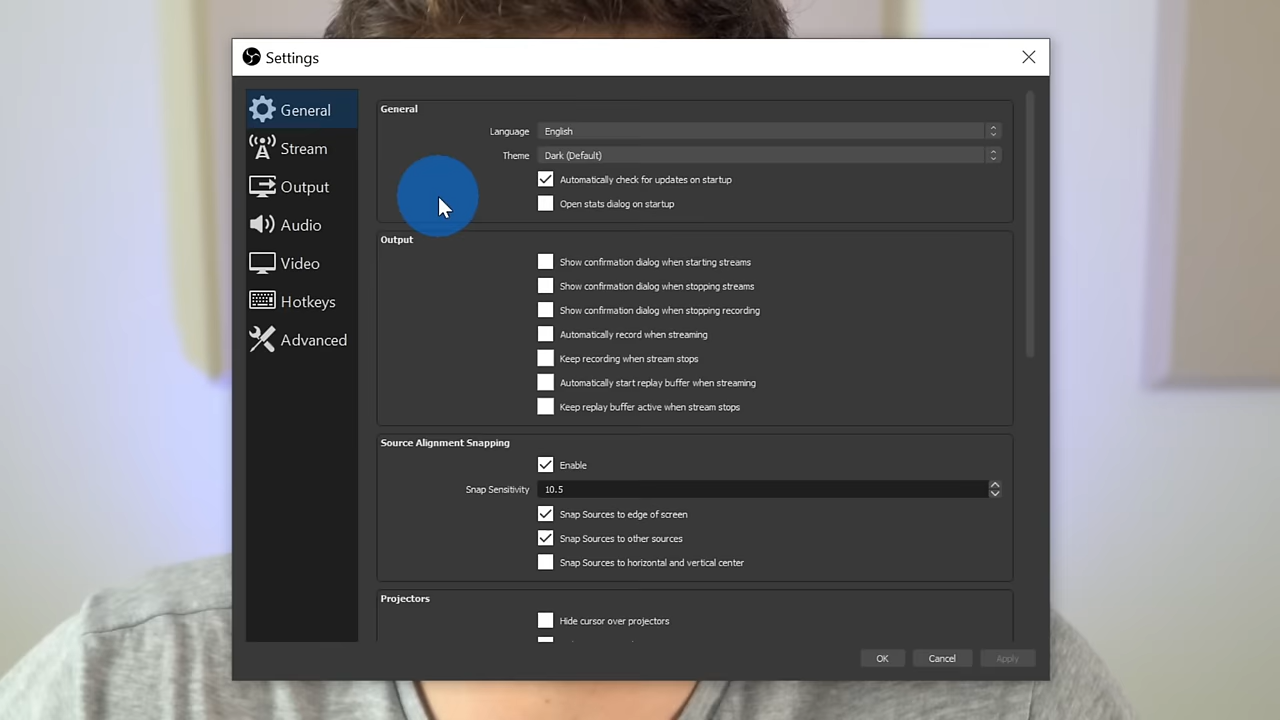 Settings
General
Stream
Output
Audio
Video
Hotkeys
Advanced
General
Language English
Theme Dark (Default)
Automatically check for updates on startup
Open stats dialog on startup
Output
Show confirmation dialog when starting streams
Show confirmation dialog when stopping streams
Show confirmation dialog when stopping recording
Automatically record when streaming
Keep recording when stream stops
Automatically start replay buffer when streaming
Keep replay buffer active when stream stops
Source Alignment Snapping
Enable
Snap Sensitivity 10.5
Snap Sources to edge of screen
Snap Sources to other sources
Snap Sources to horizontal and vertical center
Projectors
Hide cursor over projectors
OK Cancel Apply